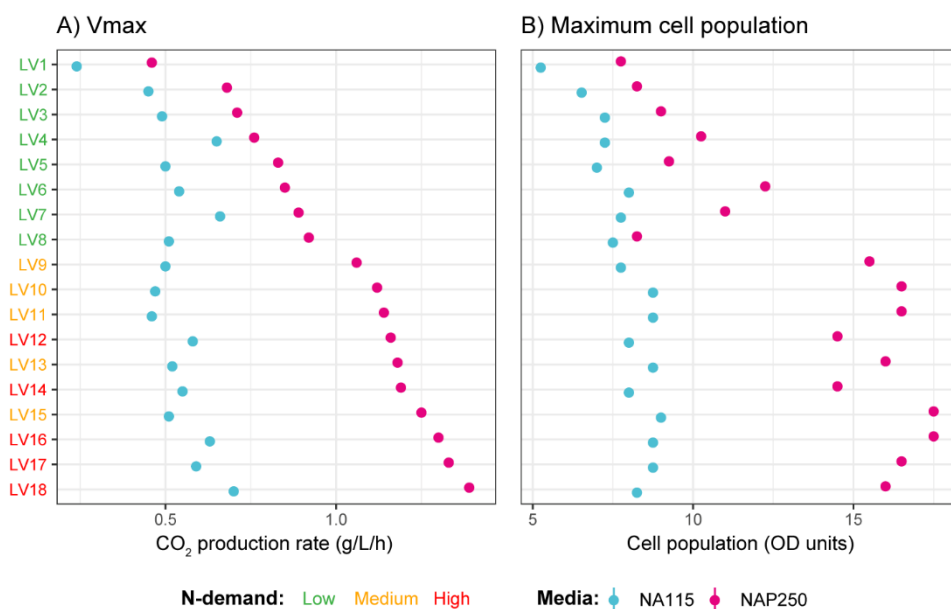 A) Vmax
B) Maximum cell population
LV1
LV2
LV3
LV4
LV5
LV6
LV7
LV8
LV9
LV10
LV11
LV12
LV13
LV14
LV15
LV16
LV17
LV18
0.5 1.0
5 10 15
CO₂ production rate (g/L/h)
Cell population (OD units)
N-demand: Low Medium High
Media: NA115 NAP250